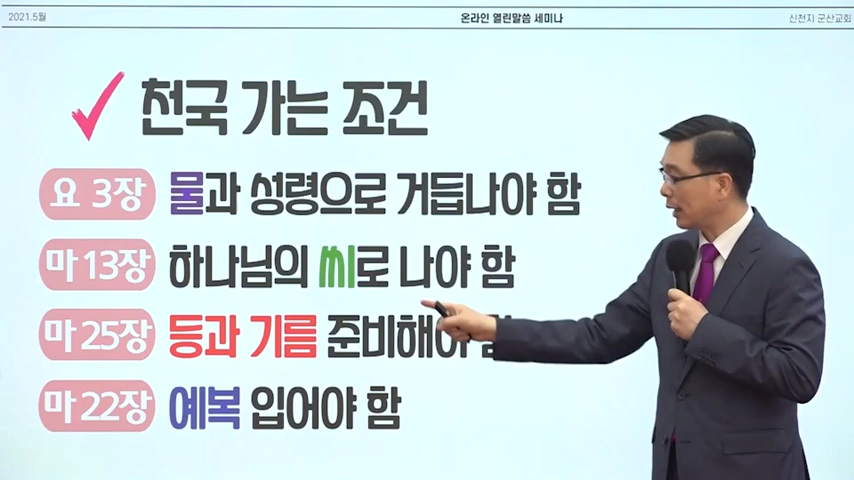 2021.5월
온라인 열린말씀 세미나
신천지 군산교회
천국 가는 조건
요 3장 물과 성령으로 거듭나야 함
마 13장 하나님의 씨로 나야 함
마 25장 등과 기름 준비해야 함
마 22장 예복 입어야 함